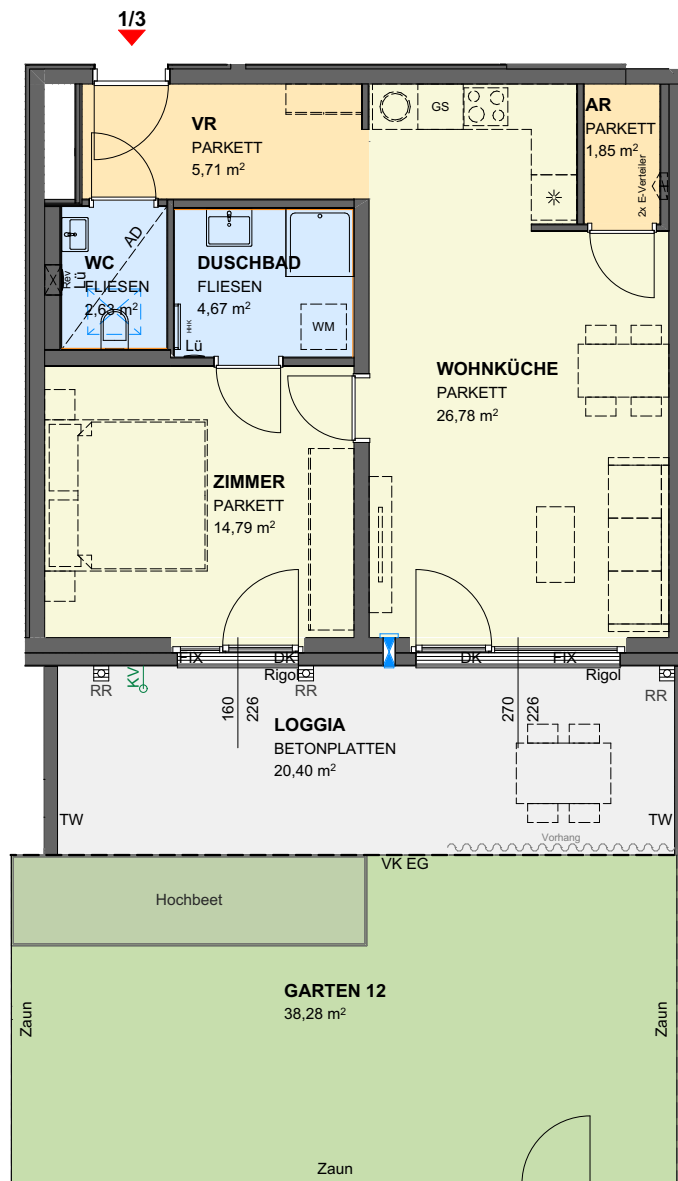 1/3
VR
PARKETT
5,71 m²
GS
AR
PARKETT
1,85 m²
2x E-Verteiler
AD
WC
FLIESEN
2,63 m²
Rev
Lü
DUSCHBAD
FLIESEN
4,67 m²
HHK
Lü
WM
WOHNKÜCHE
PARKETT
26,78 m²
ZIMMER
PARKETT
14,79 m²
FIX
DK
DK
FIX
Rigol
Rigol
RR
KV
RR
RR
160
226
270
226
LOGGIA
BETONPLATTEN
20,40 m²
TW
TW
Vorhang
VK EG
Hochbeet
GARTEN 12
38,28 m²
Zaun
Zaun
Zaun